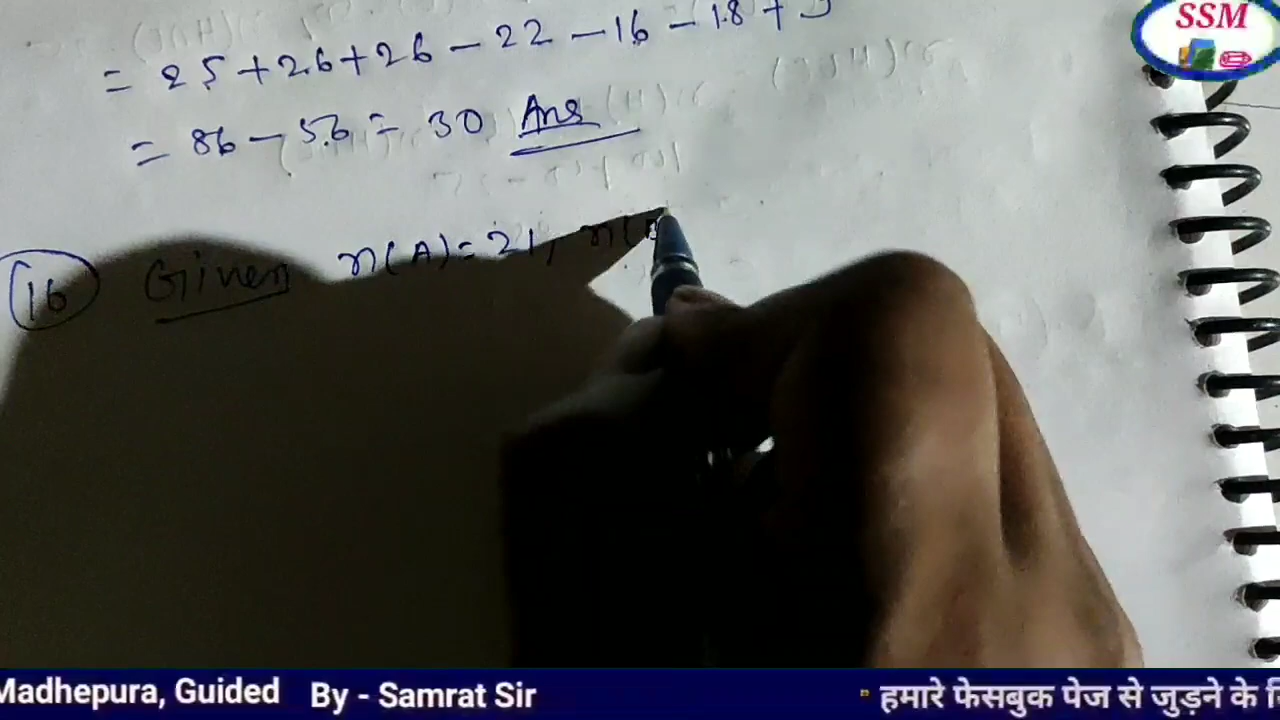 SSM
= 25 + 26 + 26 - 22 - 16 - 18 + 9
= 86 - 56 = 30 Ans
16 Given n(A) = 21, n(B
Madhepura, Guided By - Samrat Sir हमारे फेसबुक पेज से जुड़ने के